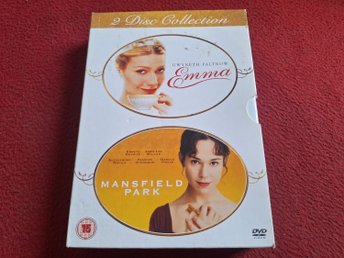 2 Disc Collection
GWYNETH PALTROW
Emma
MANSFIELD
PARK
15
DVD